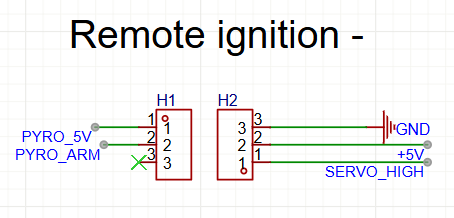 Remote ignition -
H1
H2
1
1
2
2
3
3
PYRO_5V
PYRO_ARM
3
3
2
2
1
1
GND
+5V
SERVO_HIGH